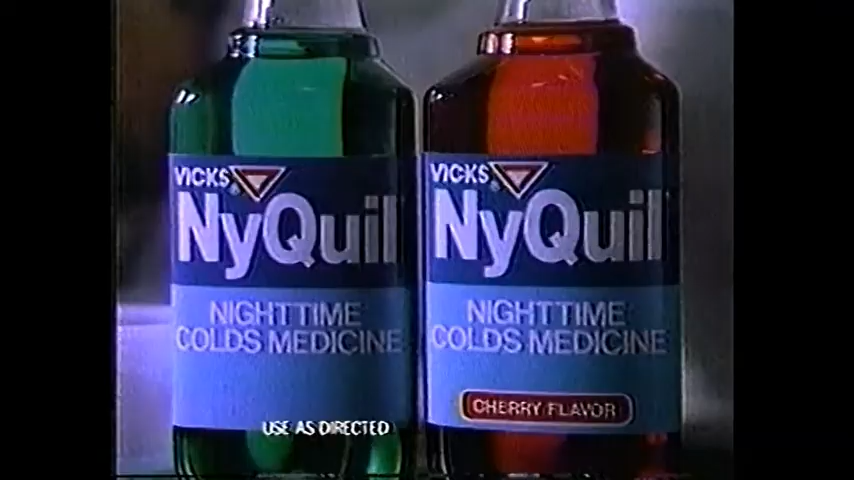 VICKS®
NyQuil
NIGHTTIME
COLDS MEDICINE
VICKS®
NyQuil
NIGHTTIME
COLDS MEDICINE
CHERRY FLAVOR
USE AS DIRECTED